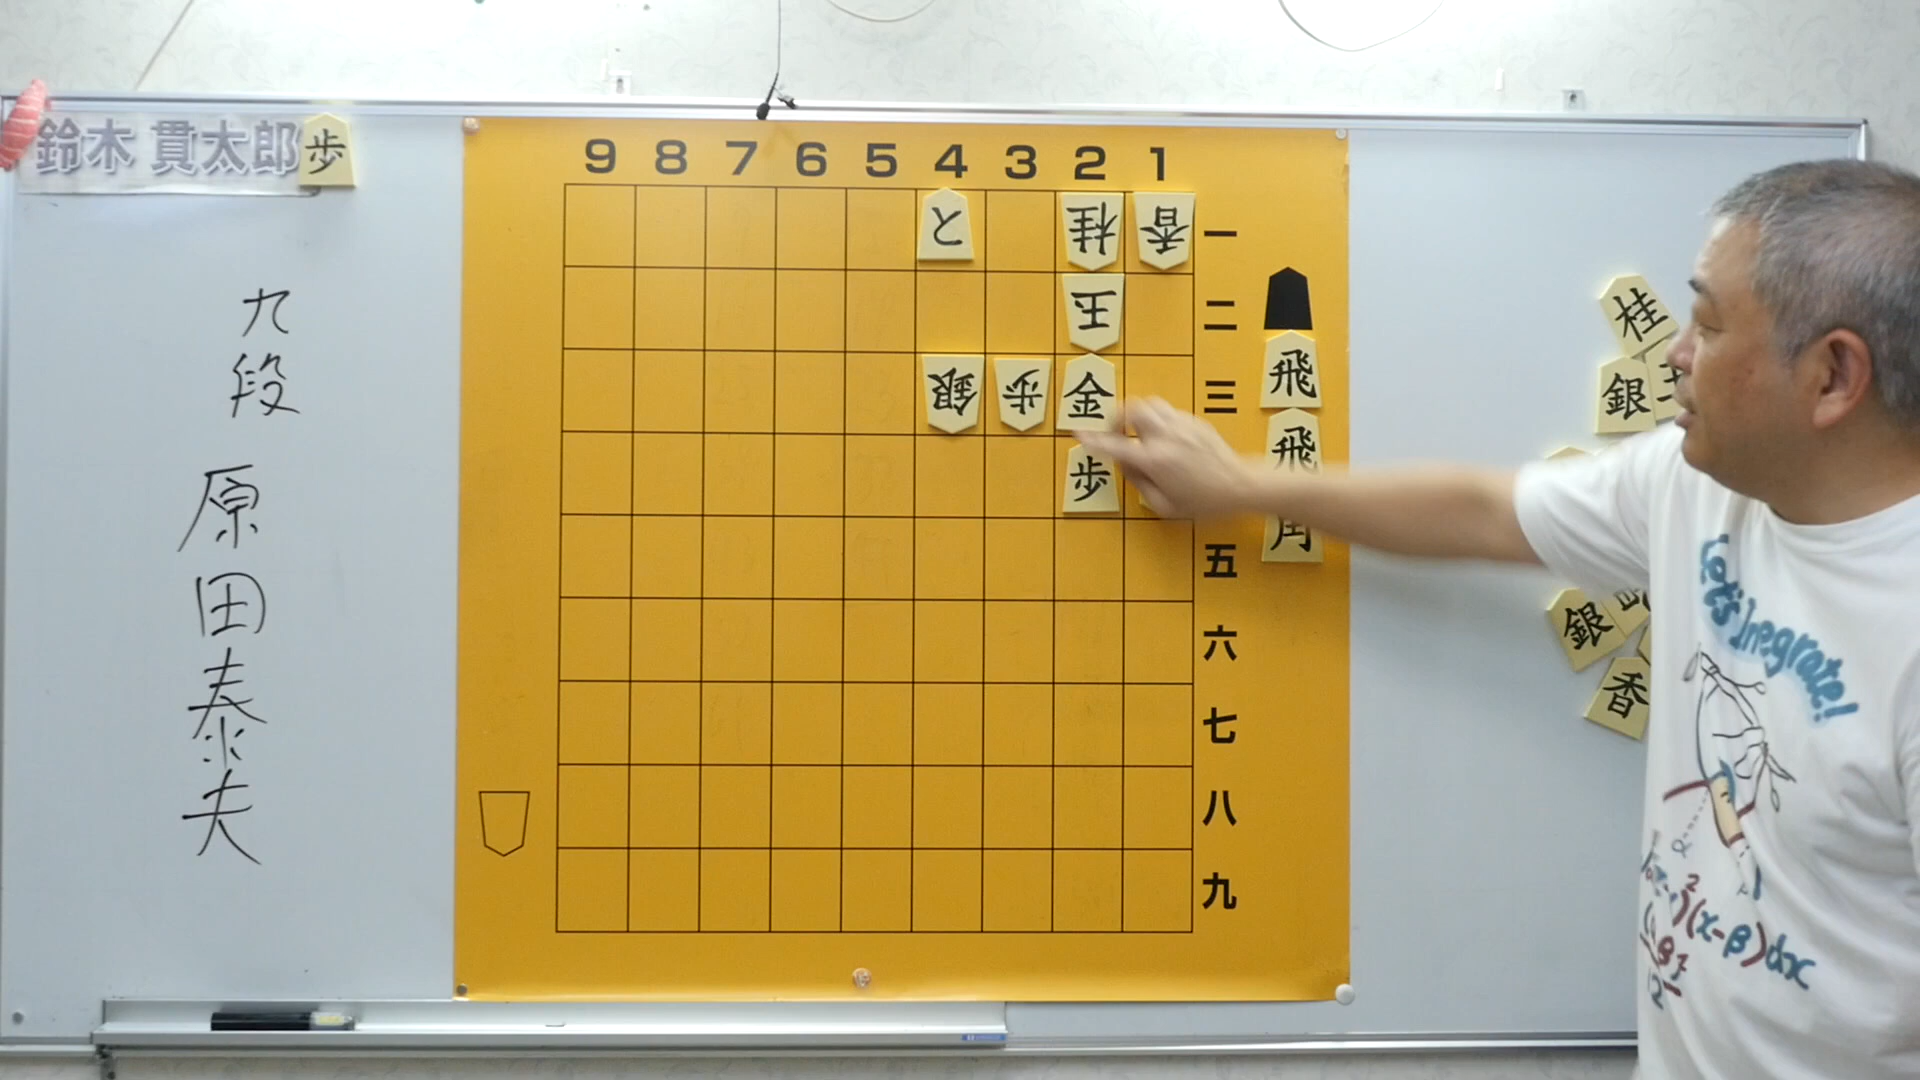 鈴木 貫太郎 歩
九段 原田泰夫
9 8 7 6 5 4 3 2 1
と 桂 香 一
玉 二
銀 歩 金 三
歩
五
六
七
八
九
飛
飛
角
桂
銀
銀
香
Let's Integrate!